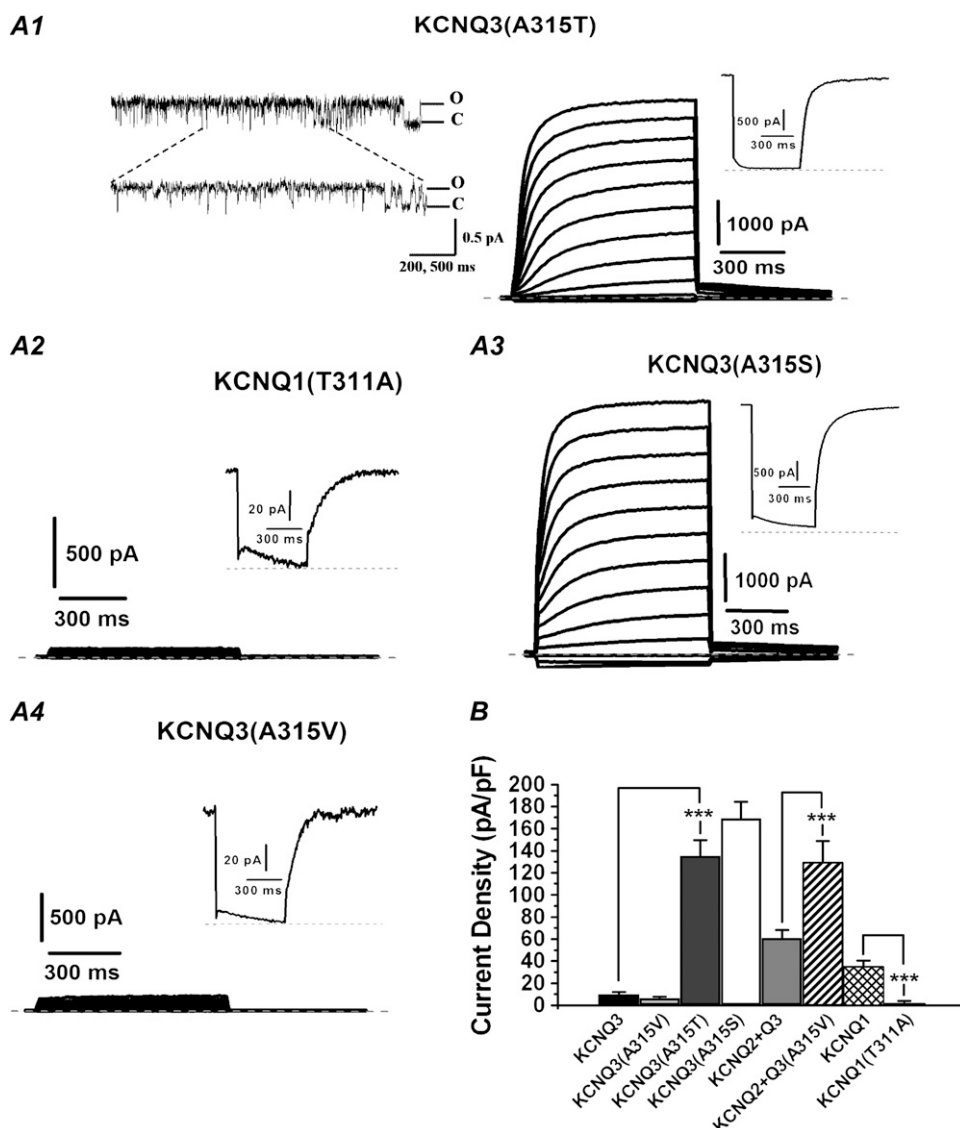 A1
KCNQ3(A315T)
O
C
O
C
0.5 pA
200, 500 ms
500 pA
300 ms
1000 pA
300 ms
A2
KCNQ1(T311A)
20 pA
300 ms
500 pA
300 ms
A3
KCNQ3(A315S)
500 pA
300 ms
1000 pA
300 ms
A4
KCNQ3(A315V)
20 pA
300 ms
500 pA
300 ms
B
Current Density (pA/pF)
200
180
160
140
120
100
80
60
40
20
0
***
***
***
KCNQ3
KCNQ3(A315V)
KCNQ3(A315T)
KCNQ3(A315S)
KCNQ2+Q3
KCNQ2+Q3(A315V)
KCNQ1
KCNQ1(T311A)